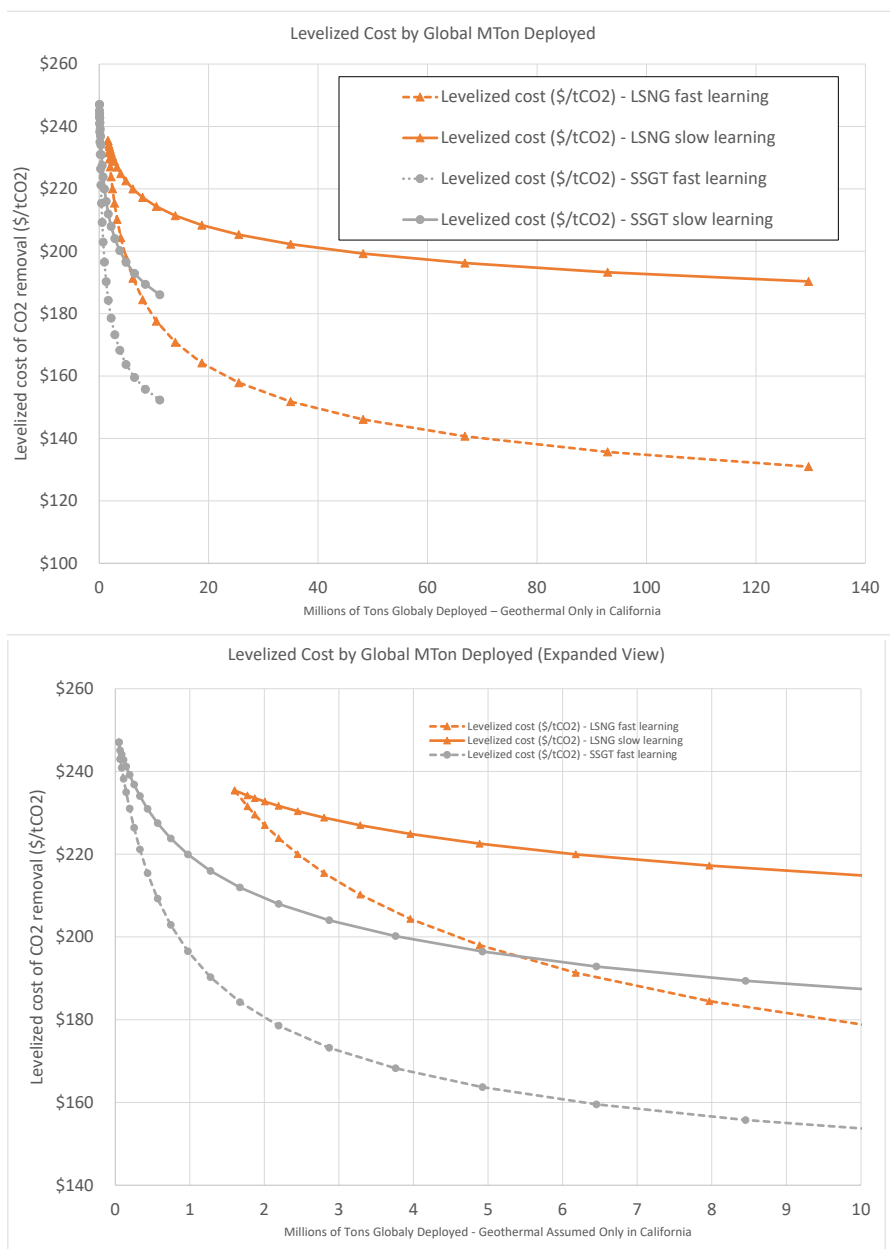 Levelized Cost by Global MTon Deployed
$260
$240
$220
$200
$180
$160
$140
$120
$100
Levelized cost of CO2 removal ($/tCO2)
Levelized cost ($/tCO2) - LSNG fast learning
Levelized cost ($/tCO2) - LSNG slow learning
Levelized cost ($/tCO2) - SSGT fast learning
Levelized cost ($/tCO2) - SSGT slow learning
0 20 40 60 80 100 120 140
Millions of Tons Globaly Deployed – Geothermal Only in California
Levelized Cost by Global MTon Deployed (Expanded View)
$260
$240
$220
$200
$180
$160
$140
Levelized cost of CO2 removal ($/tCO2)
Levelized cost ($/tCO2) - LSNG fast learning
Levelized cost ($/tCO2) - LSNG slow learning
Levelized cost ($/tCO2) - SSGT fast learning
0 1 2 3 4 5 6 7 8 9 10
Millions of Tons Globaly Deployed - Geothermal Assumed Only in California